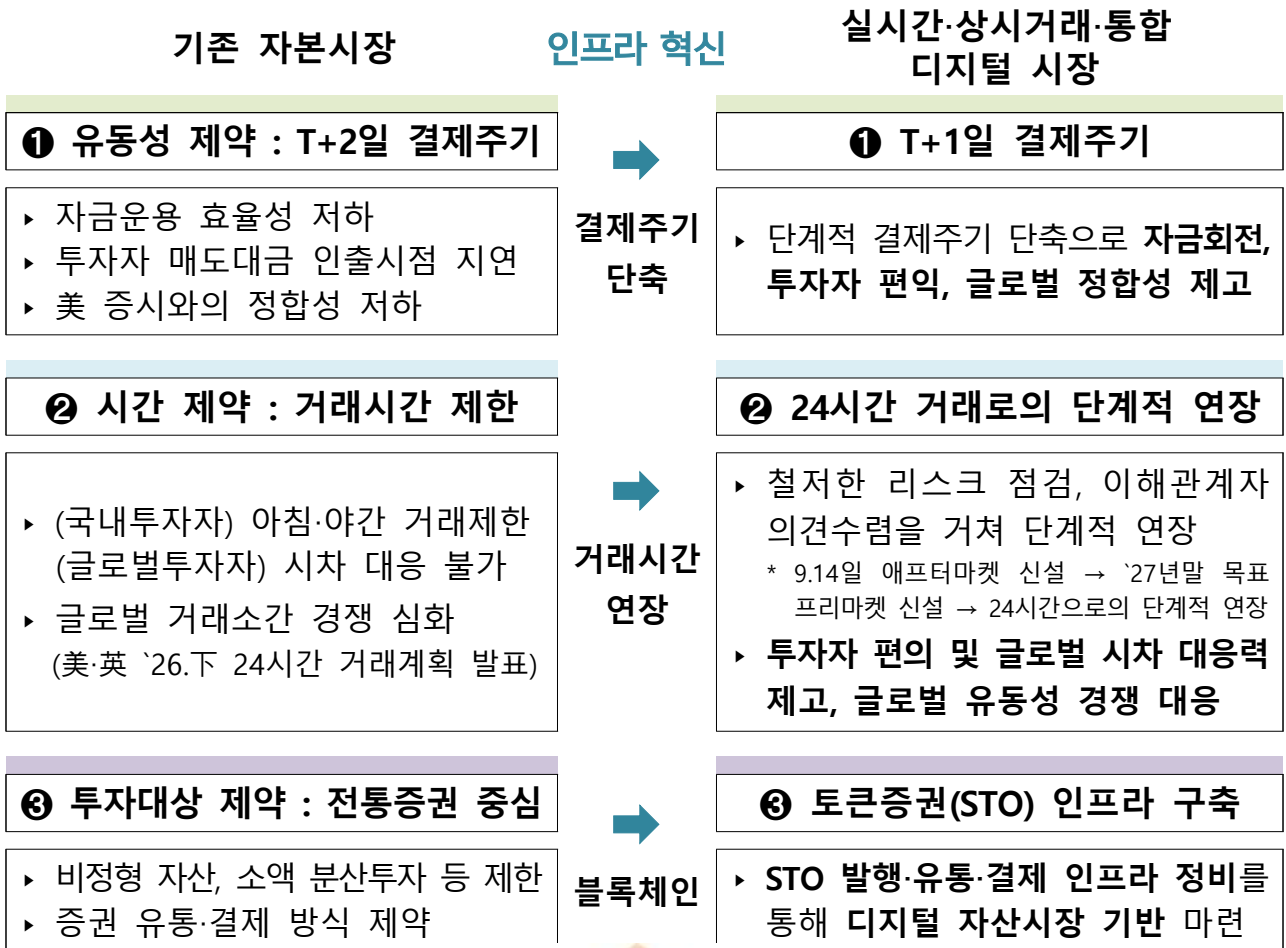 기존 자본시장
인프라 혁신
실시간·상시거래·통합
디지털 시장
❶ 유동성 제약 : T+2일 결제주기
▸ 자금운용 효율성 저하
▸ 투자자 매도대금 인출시점 지연
▸ 美 증시와의 정합성 저하
결제주기
단축
❶ T+1일 결제주기
▸ 단계적 결제주기 단축으로 자금회전,
투자자 편익, 글로벌 정합성 제고
❷ 시간 제약 : 거래시간 제한
▸ (국내투자자) 아침·야간 거래제한
(글로벌투자자) 시차 대응 불가
▸ 글로벌 거래소간 경쟁 심화
(美·英 `26.下 24시간 거래계획 발표)
거래시간
연장
❷ 24시간 거래로의 단계적 연장
▸ 철저한 리스크 점검, 이해관계자
의견수렴을 거쳐 단계적 연장
* 9.14일 애프터마켓 신설 → `27년말 목표
프리마켓 신설 → 24시간으로의 단계적 연장
▸ 투자자 편의 및 글로벌 시차 대응력
제고, 글로벌 유동성 경쟁 대응
❸ 투자대상 제약 : 전통증권 중심
▸ 비정형 자산, 소액 분산투자 등 제한
▸ 증권 유통·결제 방식 제약
블록체인
❸ 토큰증권(STO) 인프라 구축
▸ STO 발행·유통·결제 인프라 정비를
통해 디지털 자산시장 기반 마련